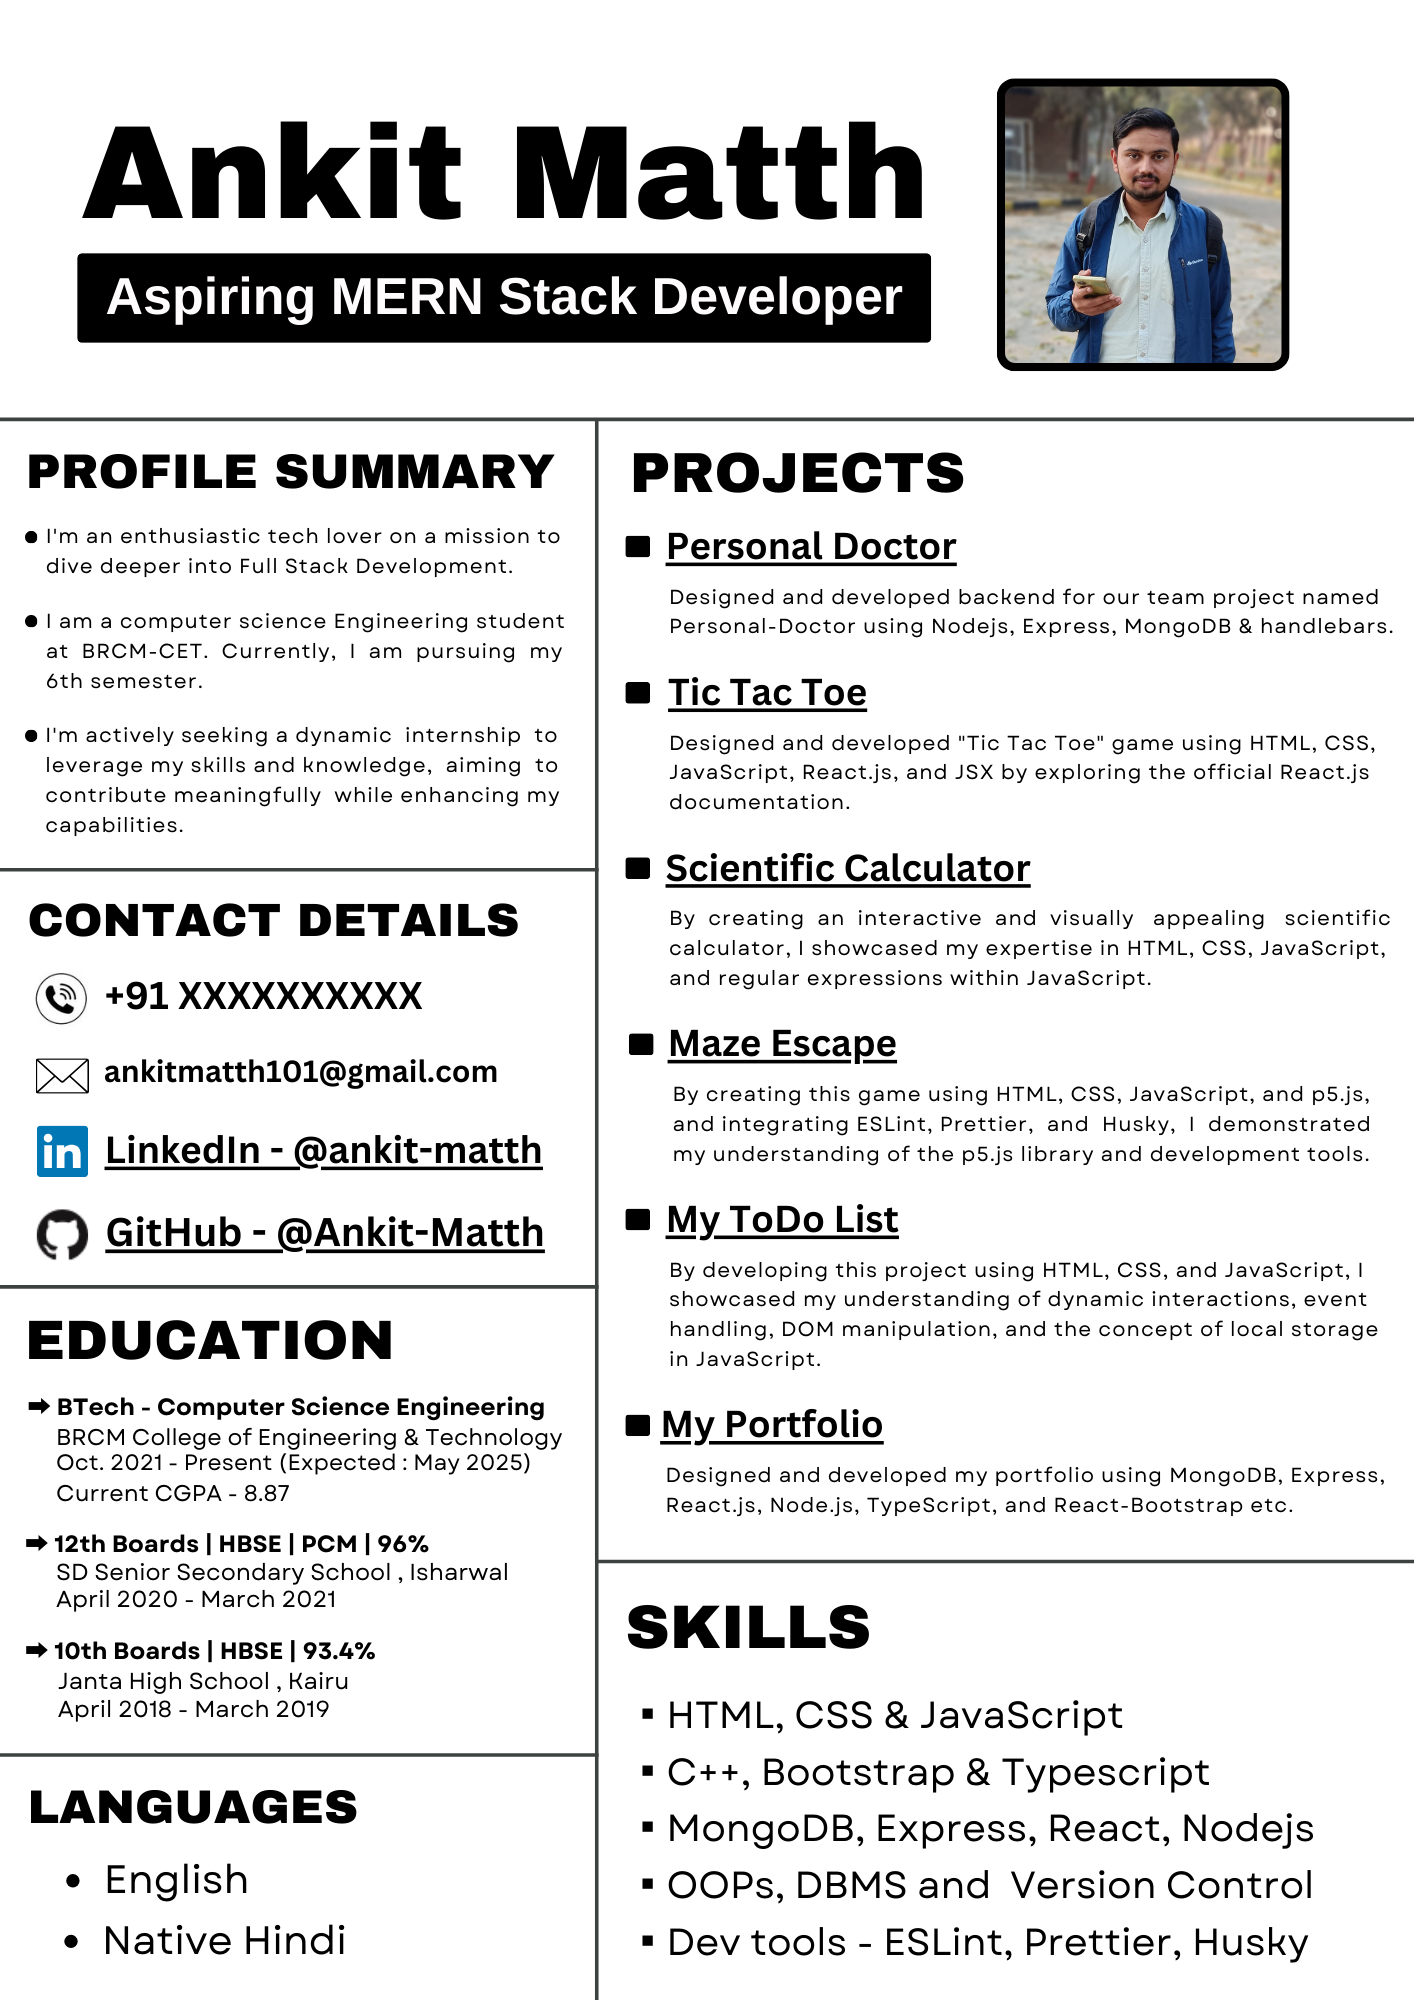 Ankit Matth
Aspiring MERN Stack Developer
PROFILE SUMMARY
I'm an enthusiastic tech lover on a mission to
dive deeper into Full Stack Development.
I am a computer science Engineering student
at BRCM-CET. Currently, I am pursuing my
6th semester.
I'm actively seeking a dynamic internship to
leverage my skills and knowledge, aiming to
contribute meaningfully while enhancing my
capabilities.
CONTACT DETAILS
+91 XXXXXXXXXX
ankitmatth101@gmail.com
LinkedIn - @ankit-matth
GitHub - @Ankit-Matth
EDUCATION
BTech - Computer Science Engineering
BRCM College of Engineering & Technology
Oct. 2021 - Present (Expected : May 2025)
Current CGPA - 8.87
12th Boards | HBSE | PCM | 96%
SD Senior Secondary School , Isharwal
April 2020 - March 2021
10th Boards | HBSE | 93.4%
Janta High School , Kairu
April 2018 - March 2019
LANGUAGES
English
Native Hindi
PROJECTS
Personal Doctor
Designed and developed backend for our team project named
Personal-Doctor using Nodejs, Express, MongoDB & handlebars.
Tic Tac Toe
Designed and developed "Tic Tac Toe" game using HTML, CSS,
JavaScript, React.js, and JSX by exploring the official React.js
documentation.
Scientific Calculator
By creating an interactive and visually appealing scientific
calculator, I showcased my expertise in HTML, CSS, JavaScript,
and regular expressions within JavaScript.
Maze Escape
By creating this game using HTML, CSS, JavaScript, and p5.js,
and integrating ESLint, Prettier, and Husky, I demonstrated
my understanding of the p5.js library and development tools.
My ToDo List
By developing this project using HTML, CSS, and JavaScript, I
showcased my understanding of dynamic interactions, event
handling, DOM manipulation, and the concept of local storage
in JavaScript.
My Portfolio
Designed and developed my portfolio using MongoDB, Express,
React.js, Node.js, TypeScript, and React-Bootstrap etc.
SKILLS
HTML, CSS & JavaScript
C++, Bootstrap & Typescript
MongoDB, Express, React, Nodejs
OOPs, DBMS and Version Control
Dev tools - ESLint, Prettier, Husky